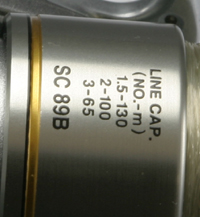 LINE CAP.
(NO.-m)
1.5-130
2-100
3-65
SC 89B